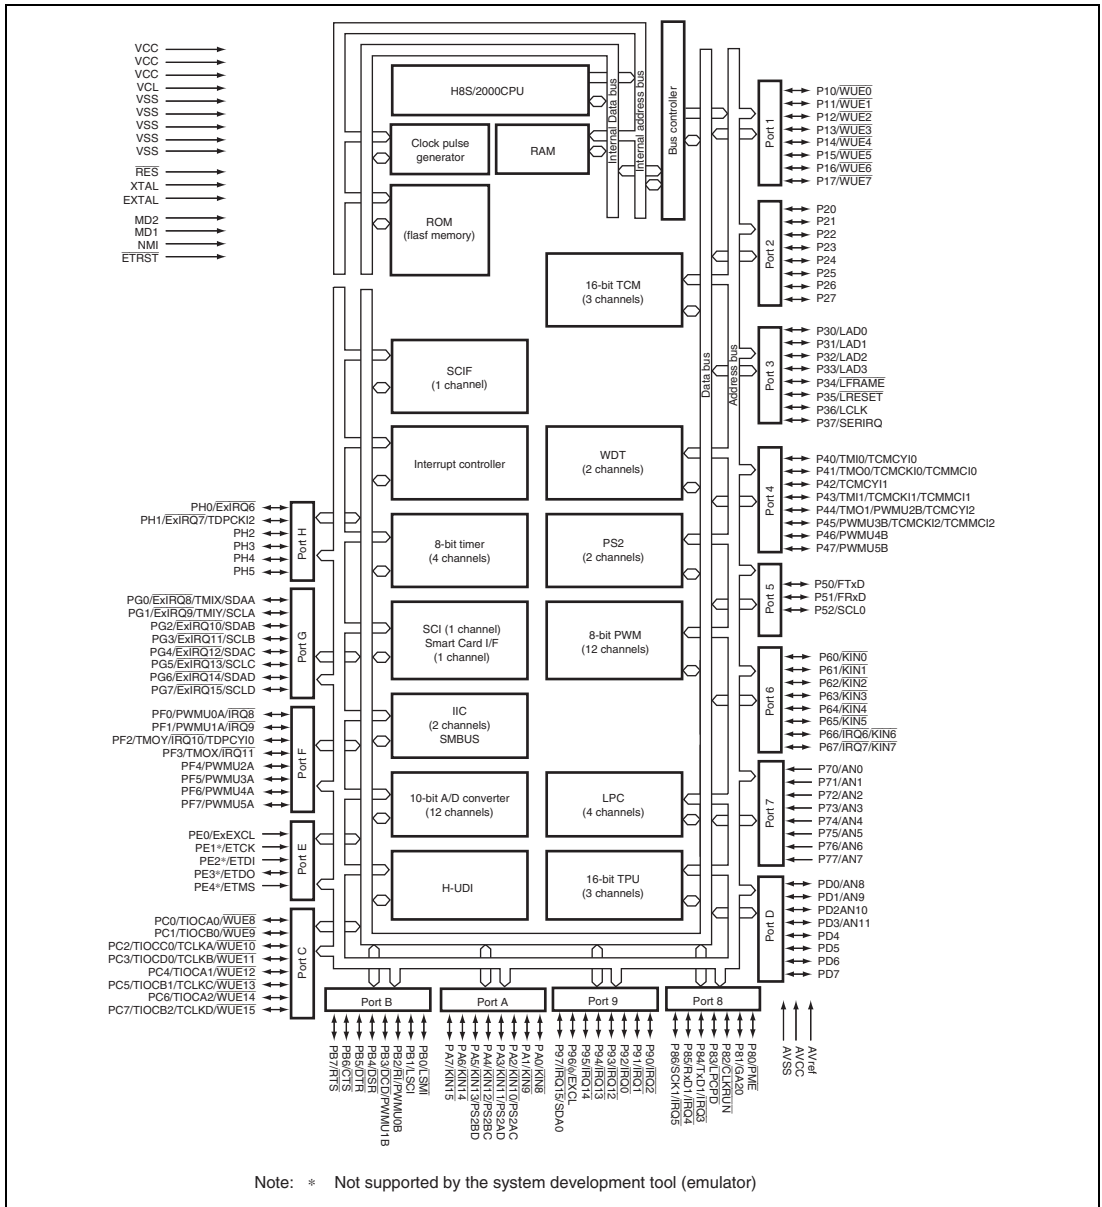 VCC
VCC
VCC
VCL
VSS
VSS
VSS
VSS
VSS
RES
XTAL
EXTAL
MD2
MD1
NMI
ETRST
H8S/2000CPU
Clock pulse
generator
RAM
ROM
(flasf memory)
Internal Data bus
Internal address bus
Bus controller
16-bit TCM
(3 channels)
SCIF
(1 channel)
Interrupt controller
WDT
(2 channels)
8-bit timer
(4 channels)
PS2
(2 channels)
SCI (1 channel)
Smart Card I/F
(1 channel)
8-bit PWM
(12 channels)
IIC
(2 channels)
SMBUS
10-bit A/D converter
(12 channels)
LPC
(4 channels)
H-UDI
16-bit TPU
(3 channels)
Data bus
Address bus
Port 1
P10/WUE0
P11/WUE1
P12/WUE2
P13/WUE3
P14/WUE4
P15/WUE5
P16/WUE6
P17/WUE7
Port 2
P20
P21
P22
P23
P24
P25
P26
P27
Port 3
P30/LAD0
P31/LAD1
P32/LAD2
P33/LAD3
P34/LFRAME
P35/LRESET
P36/LCLK
P37/SERIRQ
Port 4
P40/TMI0/TCMCYI0
P41/TMO0/TCMCKI0/TCMMCI0
P42/TCMCYI1
P43/TMI1/TCMCKI1/TCMMCI1
P44/TMO1/PWMU2B/TCMCYI2
P45/PWMU3B/TCMCKI2/TCMMCI2
P46/PWMU4B
P47/PWMU5B
Port 5
P50/FTxD
P51/FRxD
P52/SCL0
Port 6
P60/KIN0
P61/KIN1
P62/KIN2
P63/KIN3
P64/KIN4
P65/KIN5
P66/IRQ6/KIN6
P67/IRQ7/KIN7
Port 7
P70/AN0
P71/AN1
P72/AN2
P73/AN3
P74/AN4
P75/AN5
P76/AN6
P77/AN7
Port D
PD0/AN8
PD1/AN9
PD2AN10
PD3/AN11
PD4
PD5
PD6
PD7
PH0/ExIRQ6
PH1/ExIRQ7/TDPCKI2
PH2
PH3
PH4
PH5
Port H
PG0/ExIRQ8/TMIX/SDAA
PG1/ExIRQ9/TMIY/SCLA
PG2/ExIRQ10/SDAB
PG3/ExIRQ11/SCLB
PG4/ExIRQ12/SDAC
PG5/ExIRQ13/SCLC
PG6/ExIRQ14/SDAD
PG7/ExIRQ15/SCLD
Port G
PF0/PWMU0A/IRQ8
PF1/PWMU1A/IRQ9
PF2/TMOY/IRQ10/TDPCYI0
PF3/TMOX/IRQ11
PF4/PWMU2A
PF5/PWMU3A
PF6/PWMU4A
PF7/PWMU5A
Port F
PE0/ExEXCL
PE1*/ETCK
PE2*/ETDI
PE3*/ETDO
PE4*/ETMS
Port E
PC0/TIOCA0/WUE8
PC1/TIOCB0/WUE9
PC2/TIOCC0/TCLKA/WUE10
PC3/TIOCD0/TCLKB/WUE11
PC4/TIOCA1/WUE12
PC5/TIOCB1/TCLKC/WUE13
PC6/TIOCA2/WUE14
PC7/TIOCB2/TCLKD/WUE15
Port C
Port B
PB7/RTS
PB6/CTS
PB5/DTR
PB4/DSR
PB3/DCD/PWMU1B
PB2/RI/PWMU0B
PB1/LSCI
PB0/LSMI
Port A
PA7/KIN15
PA6/KIN14
PA5/KIN13/PS2BD
PA4/KIN12/PS2BC
PA3/KIN11/PS2AD
PA2/KIN10/PS2AC
PA1/KIN9
PA0/KIN8
Port 9
P97/IRQ15/SDA0
P96/φ/EXCL
P95/IRQ14
P94/IRQ13
P93/IRQ12
P92/IRQ0
P91/IRQ1
P90/IRQ2
Port 8
P86/SCK1/IRQ5
P85/RxD1/IRQ4
P84/TxD1/IRQ3
P83/LPCPD
P82/CLKRUN
P81/GA20
P80/PME
AVSS
AVCC
AVref
Note: * Not supported by the system development tool (emulator)